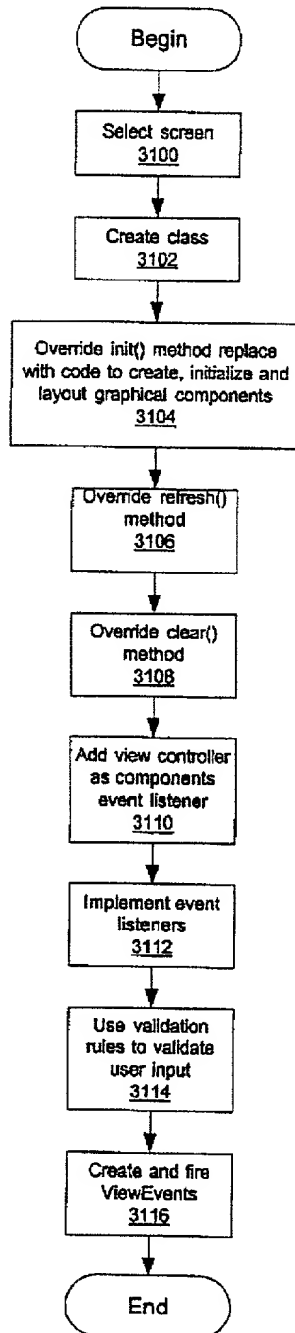 Begin
Select screen
3100
Create class
3102
Override init() method replace
with code to create, initialize and
layout graphical components
3104
Override refresh()
method
3106
Override clear()
method
3108
Add view controller
as components
event listener
3110
Implement event
listeners
3112
Use validation
rules to validate
user input
3114
Create and fire
ViewEvents
3116
End